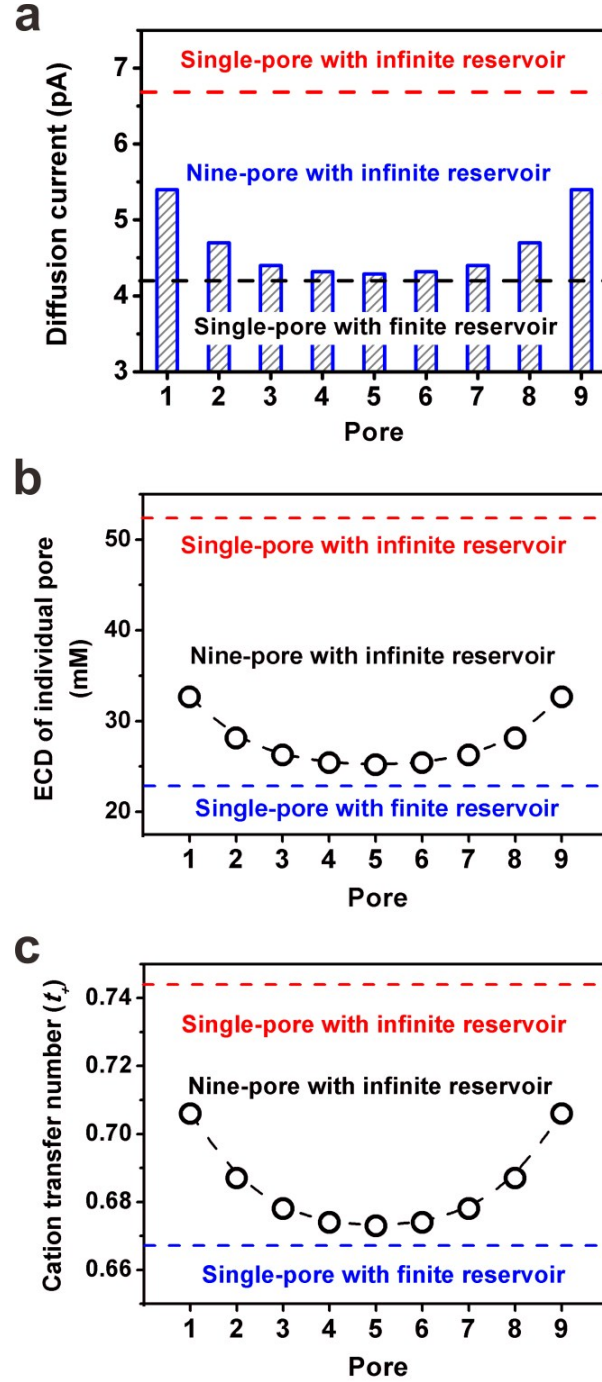 a
Diffusion current (pA)
7
6
5
4
3
Single-pore with infinite reservoir
Nine-pore with infinite reservoir
Single-pore with finite reservoir
1 2 3 4 5 6 7 8 9
Pore
b
ECD of individual pore
(mM)
50
40
30
20
Single-pore with infinite reservoir
Nine-pore with infinite reservoir
Single-pore with finite reservoir
1 2 3 4 5 6 7 8 9
Pore
c
Cation transfer number (t+)
0.74
0.72
0.70
0.68
0.66
Single-pore with infinite reservoir
Nine-pore with infinite reservoir
Single-pore with finite reservoir
1 2 3 4 5 6 7 8 9
Pore